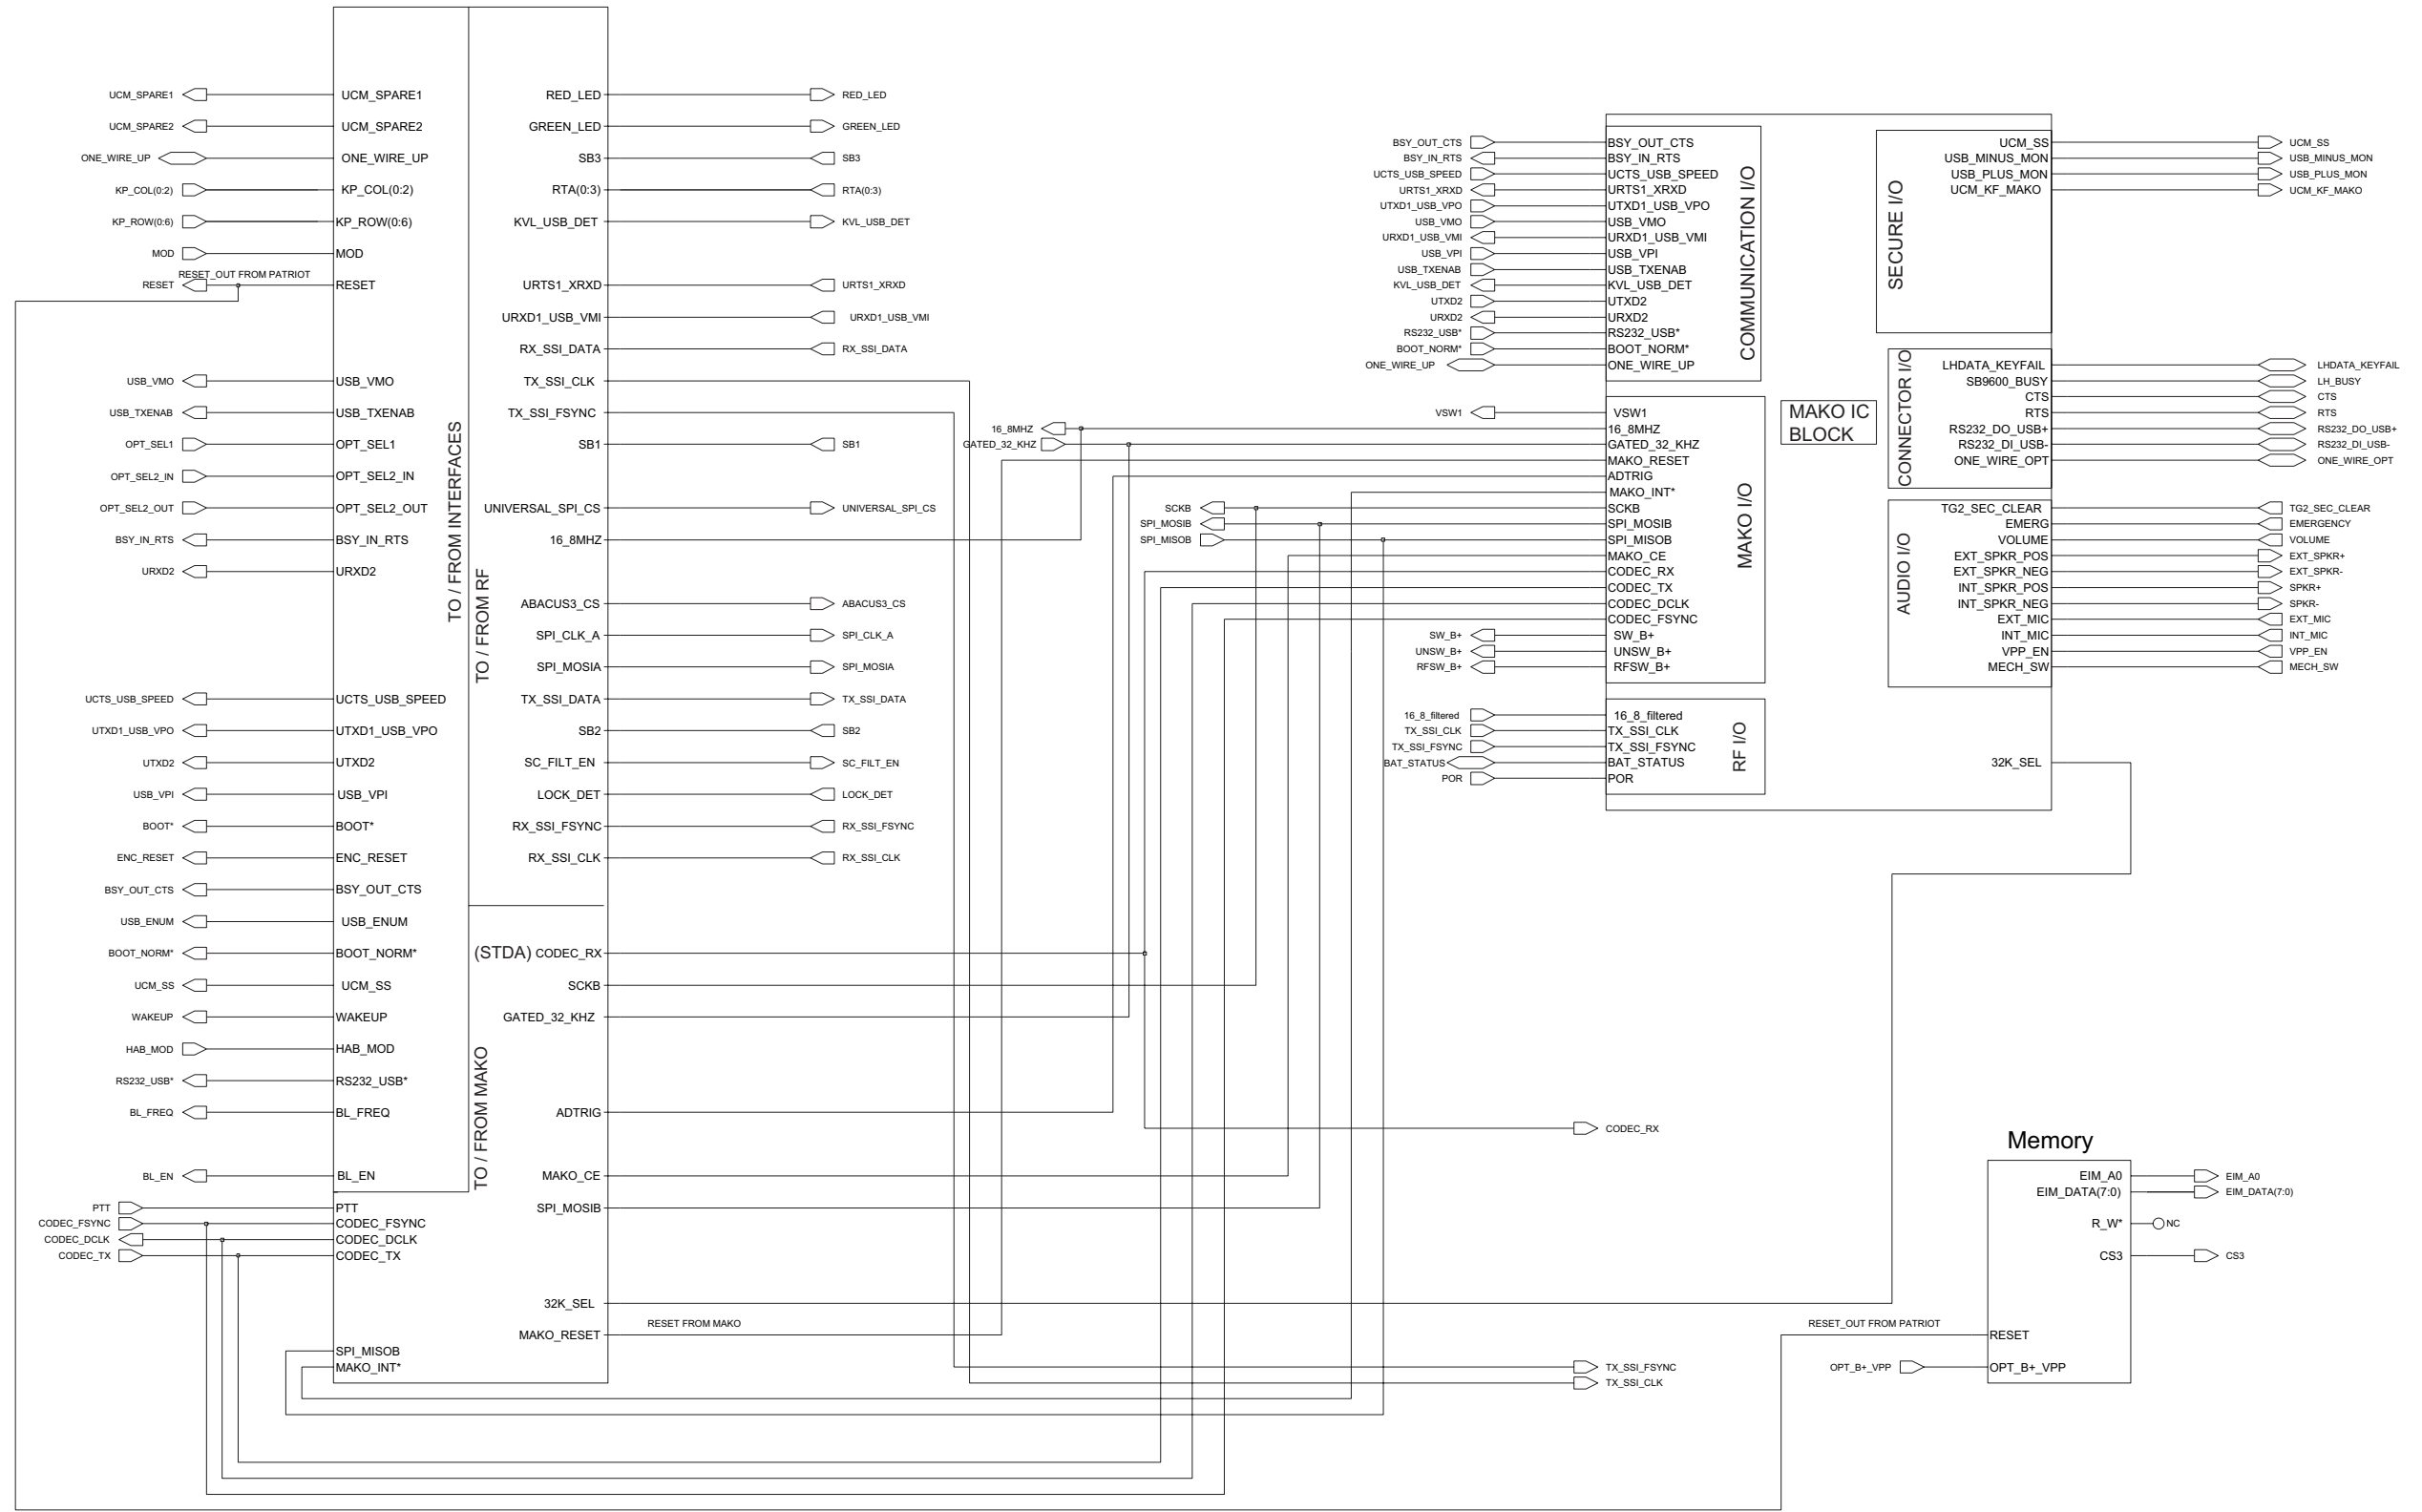 UCM_SPARE1
UCM_SPARE2
ONE_WIRE_UP
KP_COL(0:2)
KP_ROW(0:6)
MOD
RESET_OUT FROM PATRIOT
RESET
USB_VMO
USB_TXENAB
OPT_SEL1
OPT_SEL2_IN
OPT_SEL2_OUT
BSY_IN_RTS
URXD2
UCTS_USB_SPEED
UTXD1_USB_VPO
UTXD2
USB_VPI
BOOT*
ENC_RESET
BSY_OUT_CTS
USB_ENUM
BOOT_NORM*
UCM_SS
WAKEUP
HAB_MOD
RS232_USB*
BL_FREQ
BL_EN
PTT
CODEC_FSYNC
CODEC_DCLK
CODEC_TX
UCM_SPARE1
UCM_SPARE2
ONE_WIRE_UP
KP_COL(0:2)
KP_ROW(0:6)
MOD
RESET
USB_VMO
USB_TXENAB
OPT_SEL1
OPT_SEL2_IN
OPT_SEL2_OUT
BSY_IN_RTS
URXD2
UCTS_USB_SPEED
UTXD1_USB_VPO
UTXD2
USB_VPI
BOOT*
ENC_RESET
BSY_OUT_CTS
USB_ENUM
BOOT_NORM*
UCM_SS
WAKEUP
HAB_MOD
RS232_USB*
BL_FREQ
BL_EN
PTT
CODEC_FSYNC
CODEC_DCLK
CODEC_TX
SPI_MISOB
MAKO_INT*
TO / FROM INTERFACES
TO / FROM RF
TO / FROM MAKO
RED_LED
GREEN_LED
SB3
RTA(0:3)
KVL_USB_DET
URTS1_XRXD
URXD1_USB_VMI
RX_SSI_DATA
TX_SSI_CLK
TX_SSI_FSYNC
SB1
UNIVERSAL_SPI_CS
16_8MHZ
ABACUS3_CS
SPI_CLK_A
SPI_MOSIA
TX_SSI_DATA
SB2
SC_FILT_EN
LOCK_DET
RX_SSI_FSYNC
RX_SSI_CLK
(STDA) CODEC_RX
SCKB
GATED_32_KHZ
ADTRIG
MAKO_CE
SPI_MOSIB
32K_SEL
MAKO_RESET
RESET FROM MAKO
RED_LED
GREEN_LED
SB3
RTA(0:3)
KVL_USB_DET
URTS1_XRXD
URXD1_USB_VMI
RX_SSI_DATA
SB1
UNIVERSAL_SPI_CS
ABACUS3_CS
SPI_CLK_A
SPI_MOSIA
TX_SSI_DATA
SB2
SC_FILT_EN
LOCK_DET
RX_SSI_FSYNC
RX_SSI_CLK
16_8MHZ
GATED_32_KHZ
SCKB
SPI_MOSIB
SPI_MISOB
BSY_OUT_CTS
BSY_IN_RTS
UCTS_USB_SPEED
URTS1_XRXD
UTXD1_USB_VPO
USB_VMO
URXD1_USB_VMI
USB_VPI
USB_TXENAB
KVL_USB_DET
UTXD2
URXD2
RS232_USB*
BOOT_NORM*
ONE_WIRE_UP
VSW1
SW_B+
UNSW_B+
RFSW_B+
16_8_filtered
TX_SSI_CLK
TX_SSI_FSYNC
BAT_STATUS
POR
BSY_OUT_CTS
BSY_IN_RTS
UCTS_USB_SPEED
URTS1_XRXD
UTXD1_USB_VPO
USB_VMO
URXD1_USB_VMI
USB_VPI
USB_TXENAB
KVL_USB_DET
UTXD2
URXD2
RS232_USB*
BOOT_NORM*
ONE_WIRE_UP
COMMUNICATION I/O
VSW1
16_8MHZ
GATED_32_KHZ
MAKO_RESET
ADTRIG
MAKO_INT*
SCKB
SPI_MOSIB
SPI_MISOB
MAKO_CE
CODEC_RX
CODEC_TX
CODEC_DCLK
CODEC_FSYNC
SW_B+
UNSW_B+
RFSW_B+
MAKO I/O
16_8_filtered
TX_SSI_CLK
TX_SSI_FSYNC
BAT_STATUS
POR
RF I/O
MAKO IC
BLOCK
SECURE I/O
UCM_SS
USB_MINUS_MON
USB_PLUS_MON
UCM_KF_MAKO
CONNECTOR I/O
LHDATA_KEYFAIL
SB9600_BUSY
CTS
RTS
RS232_DO_USB+
RS232_DI_USB-
ONE_WIRE_OPT
AUDIO I/O
TG2_SEC_CLEAR
EMERG
VOLUME
EXT_SPKR_POS
EXT_SPKR_NEG
INT_SPKR_POS
INT_SPKR_NEG
EXT_MIC
INT_MIC
VPP_EN
MECH_SW
32K_SEL
UCM_SS
USB_MINUS_MON
USB_PLUS_MON
UCM_KF_MAKO
LHDATA_KEYFAIL
LH_BUSY
CTS
RTS
RS232_DO_USB+
RS232_DI_USB-
ONE_WIRE_OPT
TG2_SEC_CLEAR
EMERGENCY
VOLUME
EXT_SPKR+
EXT_SPKR-
SPKR+
SPKR-
EXT_MIC
INT_MIC
VPP_EN
MECH_SW
CODEC_RX
TX_SSI_FSYNC
TX_SSI_CLK
Memory
EIM_A0
EIM_DATA(7:0)
R_W*
CS3
RESET
OPT_B+_VPP
EIM_A0
EIM_DATA(7:0)
NC
CS3
RESET_OUT FROM PATRIOT
OPT_B+_VPP